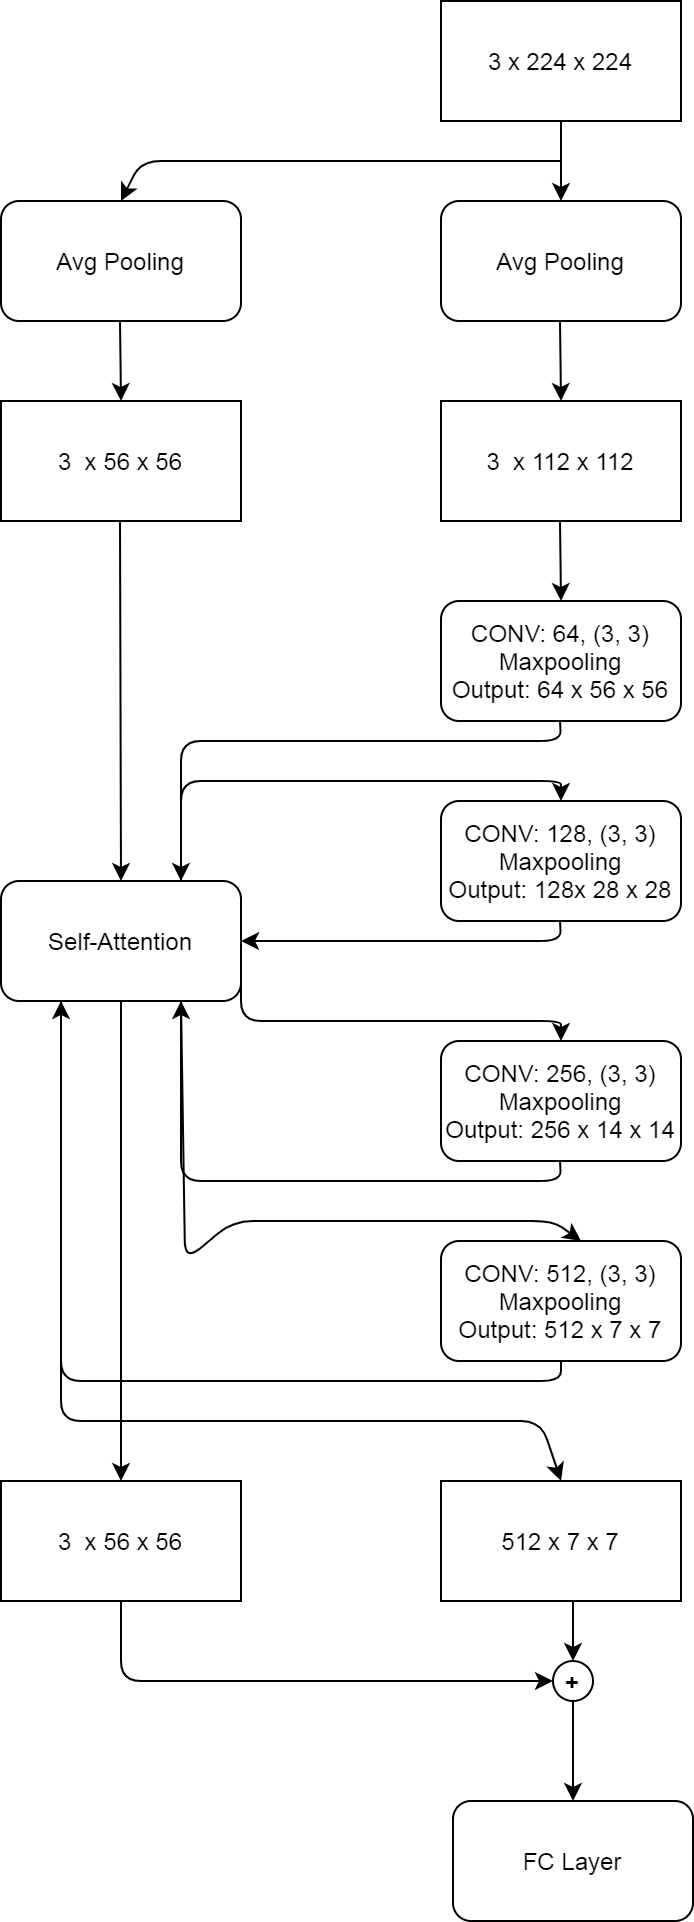 3 x 224 x 224
Avg Pooling
Avg Pooling
3  x 56 x 56
3  x 112 x 112
CONV: 64, (3, 3)
Maxpooling
Output: 64 x 56 x 56
CONV: 128, (3, 3)
Maxpooling
Output: 128x 28 x 28
Self-Attention
CONV: 256, (3, 3)
Maxpooling
Output: 256 x 14 x 14
CONV: 512, (3, 3)
Maxpooling
Output: 512 x 7 x 7
3  x 56 x 56
512 x 7 x 7
+
FC Layer